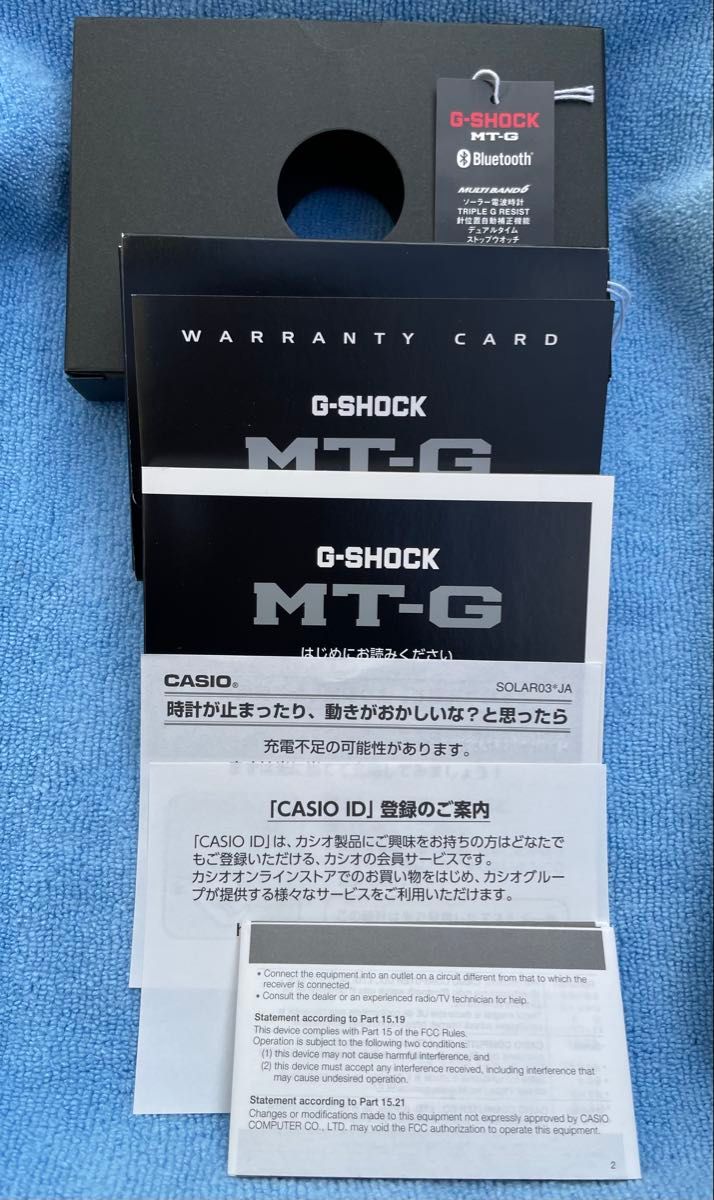 G-SHOCK
MT-G
Bluetooth®
MULTI BAND 6
ソーラー電波時計
TRIPLE G RESIST
針位置自動補正機能
デュアルタイム
ストップウオッチ
WARRANTY CARD
G-SHOCK
MT-G
G-SHOCK
MT-G
はじめにお読みください
CASIO®
SOLAR03*JA
時計が止まったり、動きがおかしいな?と思ったら
充電不足の可能性があります。
「CASIO ID」登録のご案内
「CASIO ID」は、カシオ製品にご興味をお持ちの方はどなたで
もご登録いただける、カシオの会員サービスです。
カシオオンラインストアでのお買い物をはじめ、カシオグルー
プが提供する様々なサービスをご利用いただけます。
• Connect the equipment into an outlet on a circuit different from that to which the
receiver is connected.
• Consult the dealer or an experienced radio/TV technician for help.
Statement according to Part 15.19
This device complies with Part 15 of the FCC Rules.
Operation is subject to the following two conditions:
(1) this device may not cause harmful interference, and
(2) this device must accept any interference received, including interference that
may cause undesired operation.
Statement according to Part 15.21
Changes or modifications made to this equipment not expressly approved by CASIO
COMPUTER CO., LTD. may void the FCC authorization to operate this equipment.
2